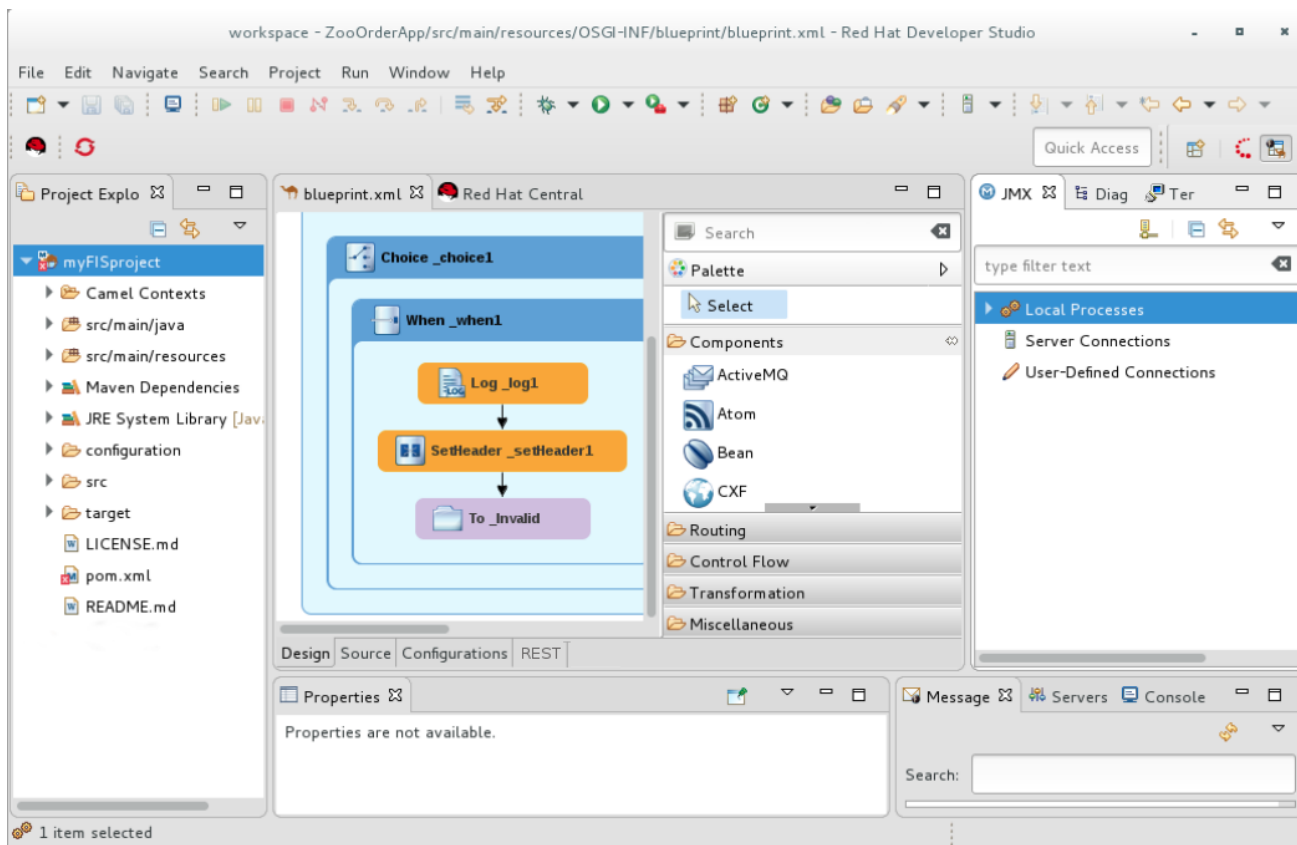 workspace - ZooOrderApp/src/main/resources/OSGI-INF/blueprint/blueprint.xml - Red Hat Developer Studio
File Edit Navigate Search Project Run Window Help
Quick Access
Project Explo
myFISproject
Camel Contexts
src/main/java
src/main/resources
Maven Dependencies
JRE System Library [Java
configuration
src
target
LICENSE.md
pom.xml
README.md
blueprint.xml Red Hat Central
Choice _choice1
When _when1
Log _log1
SetHeader _setHeader1
To _Invalid
Search
Palette
Select
Components
ActiveMQ
Atom
Bean
CXF
Routing
Control Flow
Transformation
Miscellaneous
Design Source Configurations REST
JMX Diag Ter
type filter text
Local Processes
Server Connections
User-Defined Connections
Properties
Properties are not available.
Message Servers Console
Search:
1 item selected